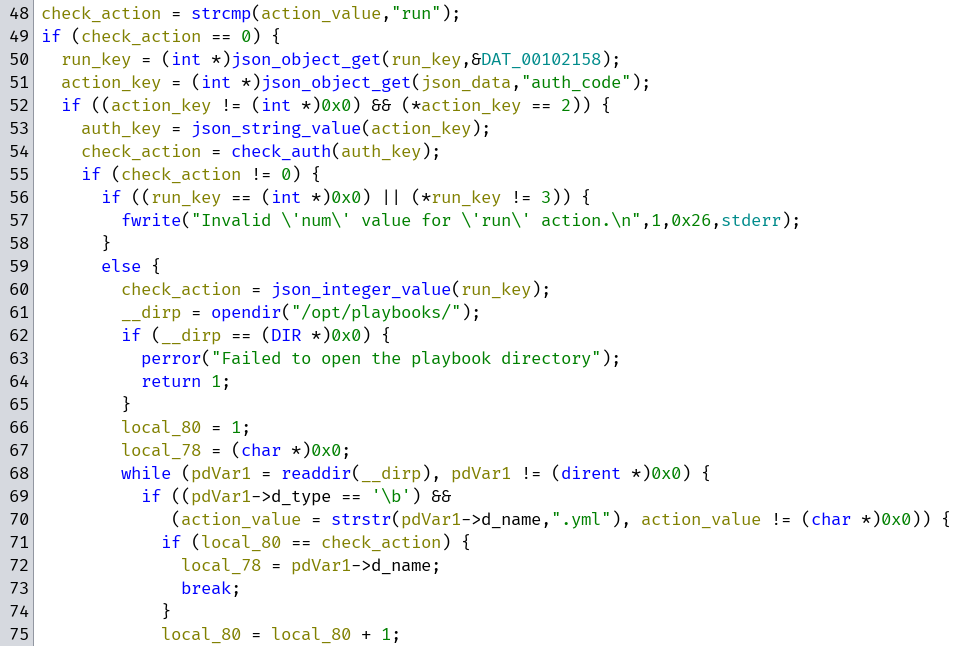 48 check_action = strcmp(action_value,"run");
49 if (check_action == 0) {
50   run_key = (int *)json_object_get(run_key,&DAT_00102158);
51   action_key = (int *)json_object_get(json_data,"auth_code");
52   if ((action_key != (int *)0x0) && (*action_key == 2)) {
53     auth_key = json_string_value(action_key);
54     check_action = check_auth(auth_key);
55     if (check_action != 0) {
56       if ((run_key == (int *)0x0) || (*run_key != 3)) {
57         fwrite("Invalid \'num\' value for \'run\' action.\n",1,0x26,stderr);
58       }
59       else {
60         check_action = json_integer_value(run_key);
61         __dirp = opendir("/opt/playbooks/");
62         if (__dirp == (DIR *)0x0) {
63           perror("Failed to open the playbook directory");
64           return 1;
65         }
66         local_80 = 1;
67         local_78 = (char *)0x0;
68         while (pdVar1 = readdir(__dirp), pdVar1 != (dirent *)0x0) {
69           if ((pdVar1->d_type == '\b') &&
70              (action_value = strstr(pdVar1->d_name,".yml"), action_value != (char *)0x0)) {
71             if (local_80 == check_action) {
72               local_78 = pdVar1->d_name;
73               break;
74             }
75             local_80 = local_80 + 1;